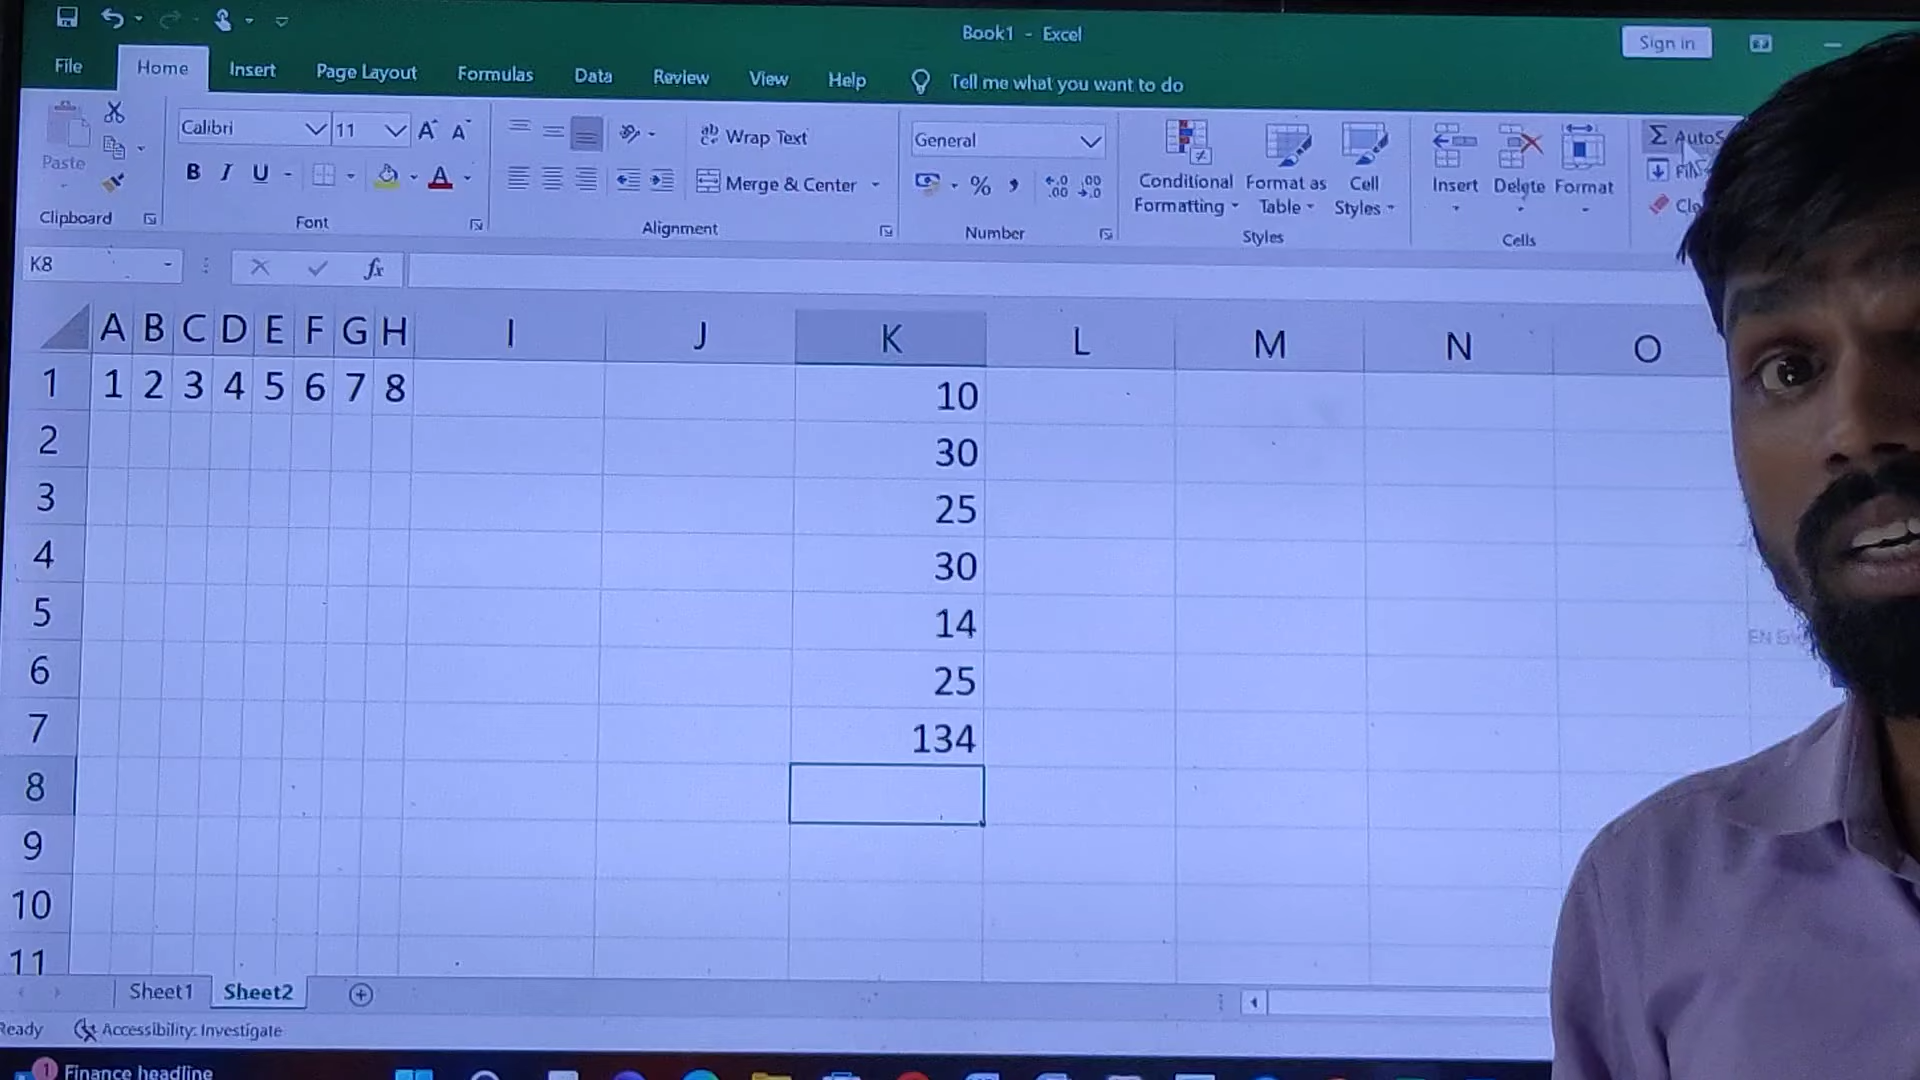 Book1 - Excel
Sign in
File Home Insert Page Layout Formulas Data Review View Help Tell me what you want to do
Calibri 11
Wrap Text
General
Paste
B I U
Merge & Center
Conditional Formatting
Format as Table
Cell Styles
Insert Delete Format
Clipboard Font Alignment Number Styles Cells
K8
fx
A B C D E F G H I J K L M N O
1 1 2 3 4 5 6 7 8 10
2 30
3 25
4 30
5 14
6 25
7 134
8
9
10
11
Sheet1 Sheet2
Ready Accessibility: Investigate
1 Finance headline